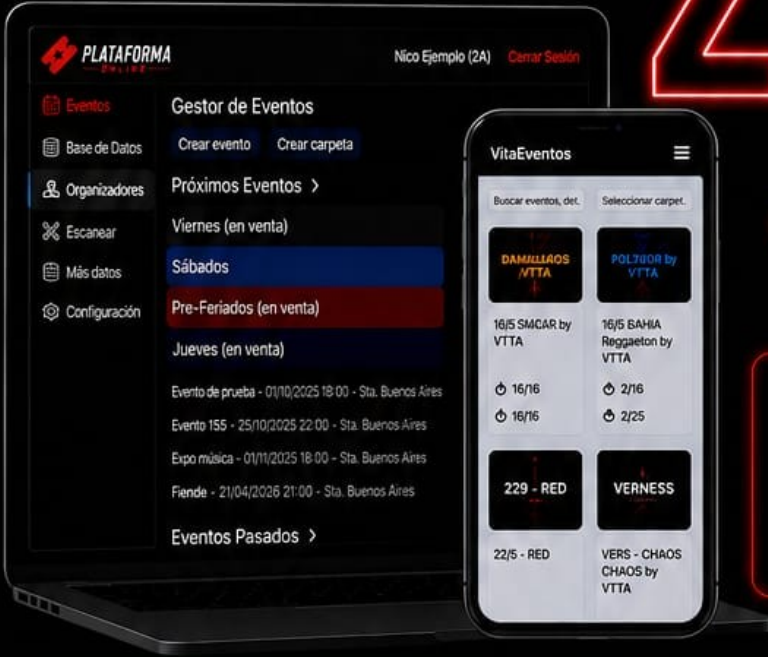 PLATAFORMA
ONLINE
Nico Ejemplo (2A)
Cerrar Sesión
Eventos
Base de Datos
Organizadores
Escanear
Más datos
Configuración
Gestor de Eventos
Crear evento
Crear carpeta
Próximos Eventos >
Viernes (en venta)
Sábados
Pre-Feriados (en venta)
Jueves (en venta)
Evento de prueba - 01/10/2025 18:00 - Sta. Buenos Aires
Evento 155 - 25/10/2025 22:00 - Sta. Buenos Aires
Expo música - 01/11/2025 18:00 - Sta. Buenos Aires
Fiende - 21/04/2026 21:00 - Sta. Buenos Aires
Eventos Pasados >
VitaEventos
Buscar eventos, det.
Seleccionar carpet.
/VTTA
by
VTTA
16/5 SMCAR by
VTTA
16/16
16/16
16/5 BAHIA
Reggaeton by
VTTA
2/16
2/25
229 - RED
VERNESS
22/5 - RED
VERS - CHAOS
CHAOS by
VTTA